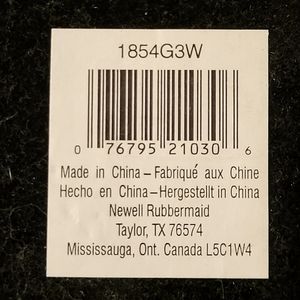 1854G3W
0 76795 21030 6
Made in China – Fabriqué aux Chine
Hecho en China – Hergestellt in China
Newell Rubbermaid
Taylor, TX 76574
Mississauga, Ont. Canada L5C1W4